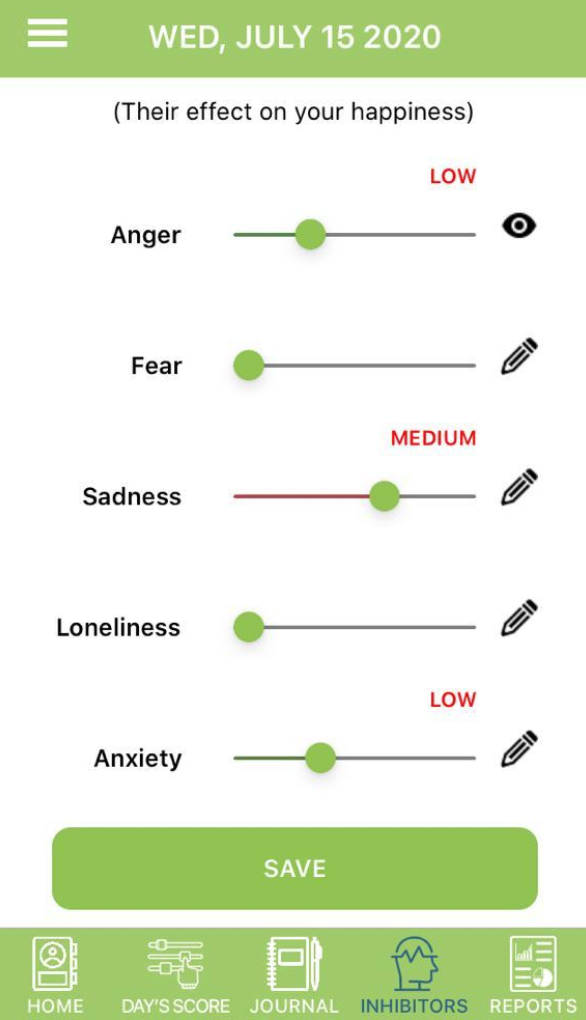 WED, JULY 15 2020
(Their effect on your happiness)
LOW
Anger
Fear
MEDIUM
Sadness
Loneliness
LOW
Anxiety
SAVE
HOME DAY'S SCORE JOURNAL INHIBITORS REPORTS